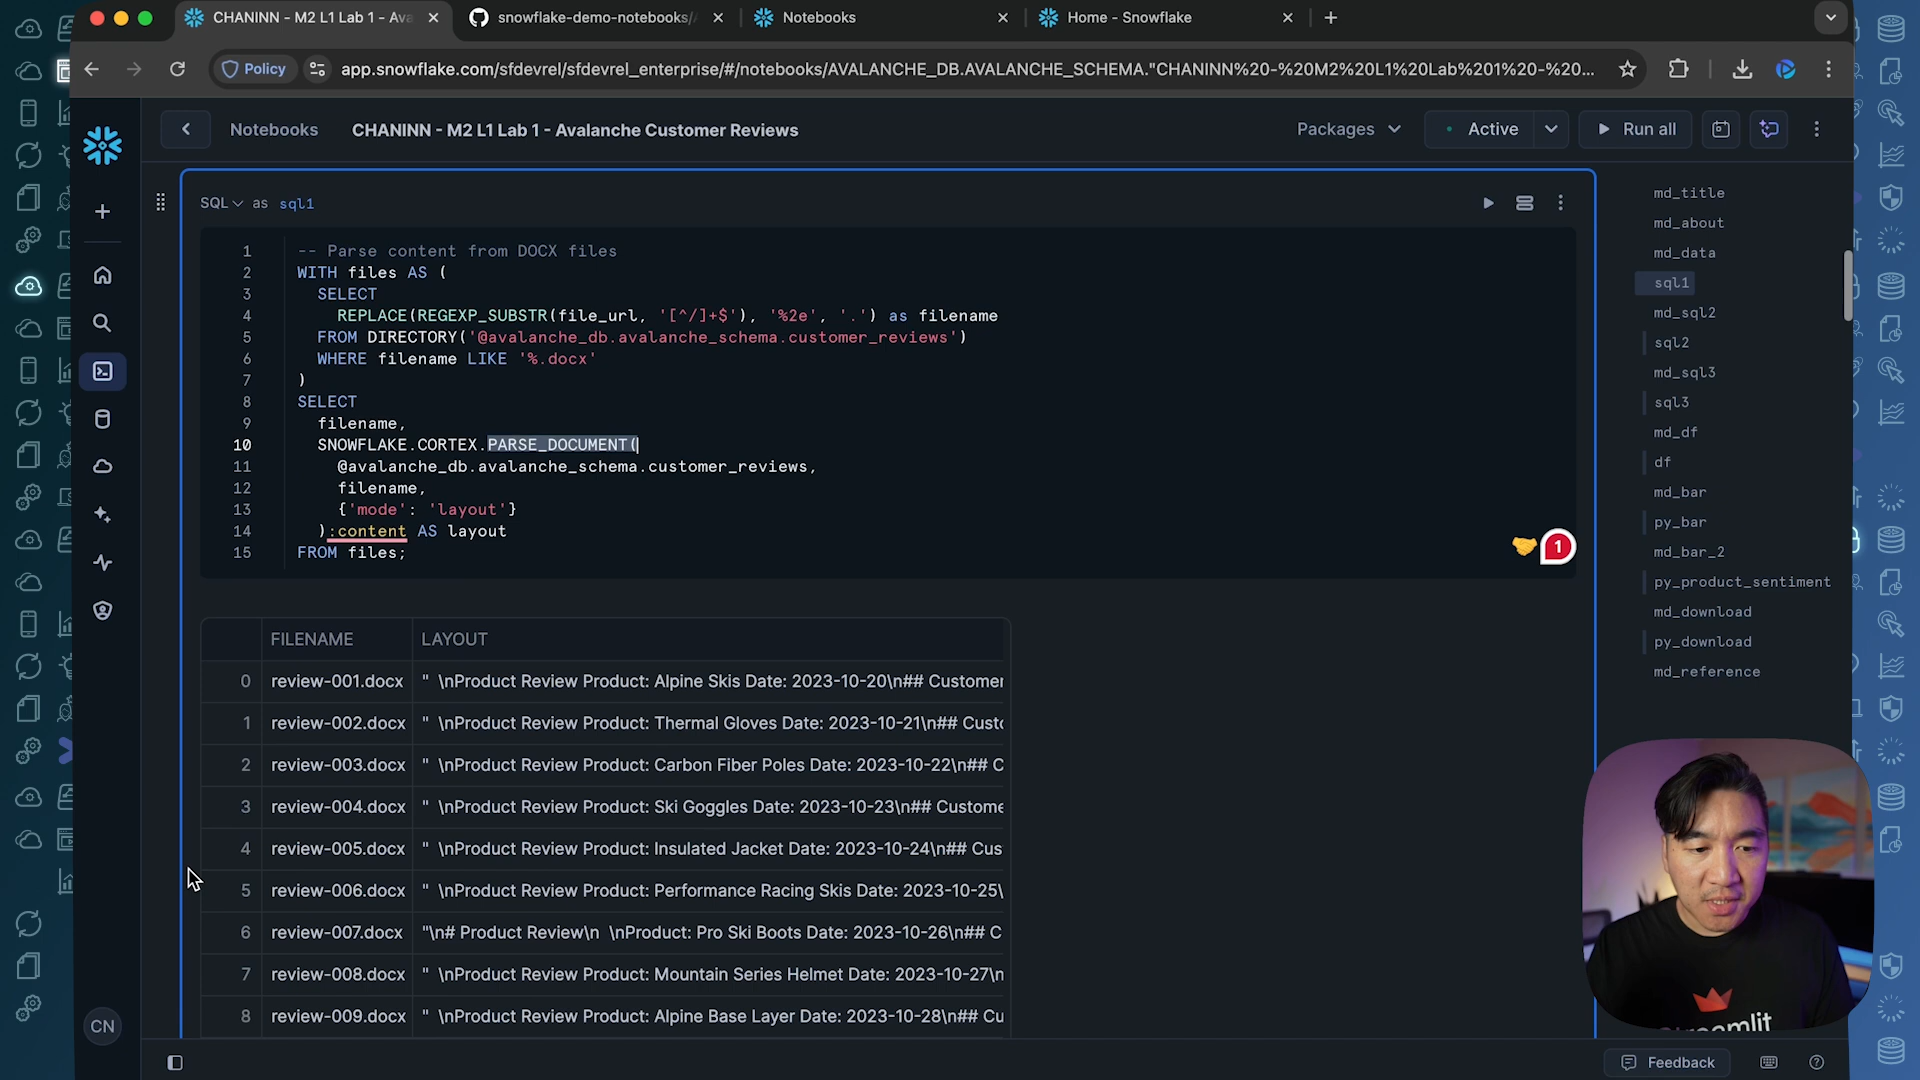 CHANINN - M2 L1 Lab 1 - Ava
snowflake-demo-notebooks/
Notebooks
Home - Snowflake
Policy
app.snowflake.com/sfdevrel/sfdevrel_enterprise/#/notebooks/AVALANCHE_DB.AVALANCHE_SCHEMA."CHANINN%20-%20M2%20L1%20Lab%201%20-%20...
Notebooks
CHANINN - M2 L1 Lab 1 - Avalanche Customer Reviews
Packages
Active
Run all
SQL as sql1
1 -- Parse content from DOCX files
2 WITH files AS (
3 SELECT
4 REPLACE(REGEXP_SUBSTR(file_url, '[^/]+$'), '%2e', '.') as filename
5 FROM DIRECTORY('@avalanche_db.avalanche_schema.customer_reviews')
6 WHERE filename LIKE '%.docx'
7 )
8 SELECT
9 filename,
10 SNOWFLAKE.CORTEX.PARSE_DOCUMENT(
11 @avalanche_db.avalanche_schema.customer_reviews,
12 filename,
13 {'mode': 'layout'}
14 ):content AS layout
15 FROM files;
1
FILENAME LAYOUT
0 review-001.docx " \nProduct Review Product: Alpine Skis Date: 2023-10-20\n## Customer
1 review-002.docx " \nProduct Review Product: Thermal Gloves Date: 2023-10-21\n## Custo
2 review-003.docx " \nProduct Review Product: Carbon Fiber Poles Date: 2023-10-22\n## C
3 review-004.docx " \nProduct Review Product: Ski Goggles Date: 2023-10-23\n## Custome
4 review-005.docx " \nProduct Review Product: Insulated Jacket Date: 2023-10-24\n## Cus
5 review-006.docx " \nProduct Review Product: Performance Racing Skis Date: 2023-10-25\
6 review-007.docx "\n# Product Review\n \nProduct: Pro Ski Boots Date: 2023-10-26\n## C
7 review-008.docx " \nProduct Review Product: Mountain Series Helmet Date: 2023-10-27\n
8 review-009.docx " \nProduct Review Product: Alpine Base Layer Date: 2023-10-28\n## Cu
md_title
md_about
md_data
sql1
md_sql2
sql2
md_sql3
sql3
md_df
df
md_bar
py_bar
md_bar_2
py_product_sentiment
md_download
py_download
md_reference
CN
Streamlit
Feedback